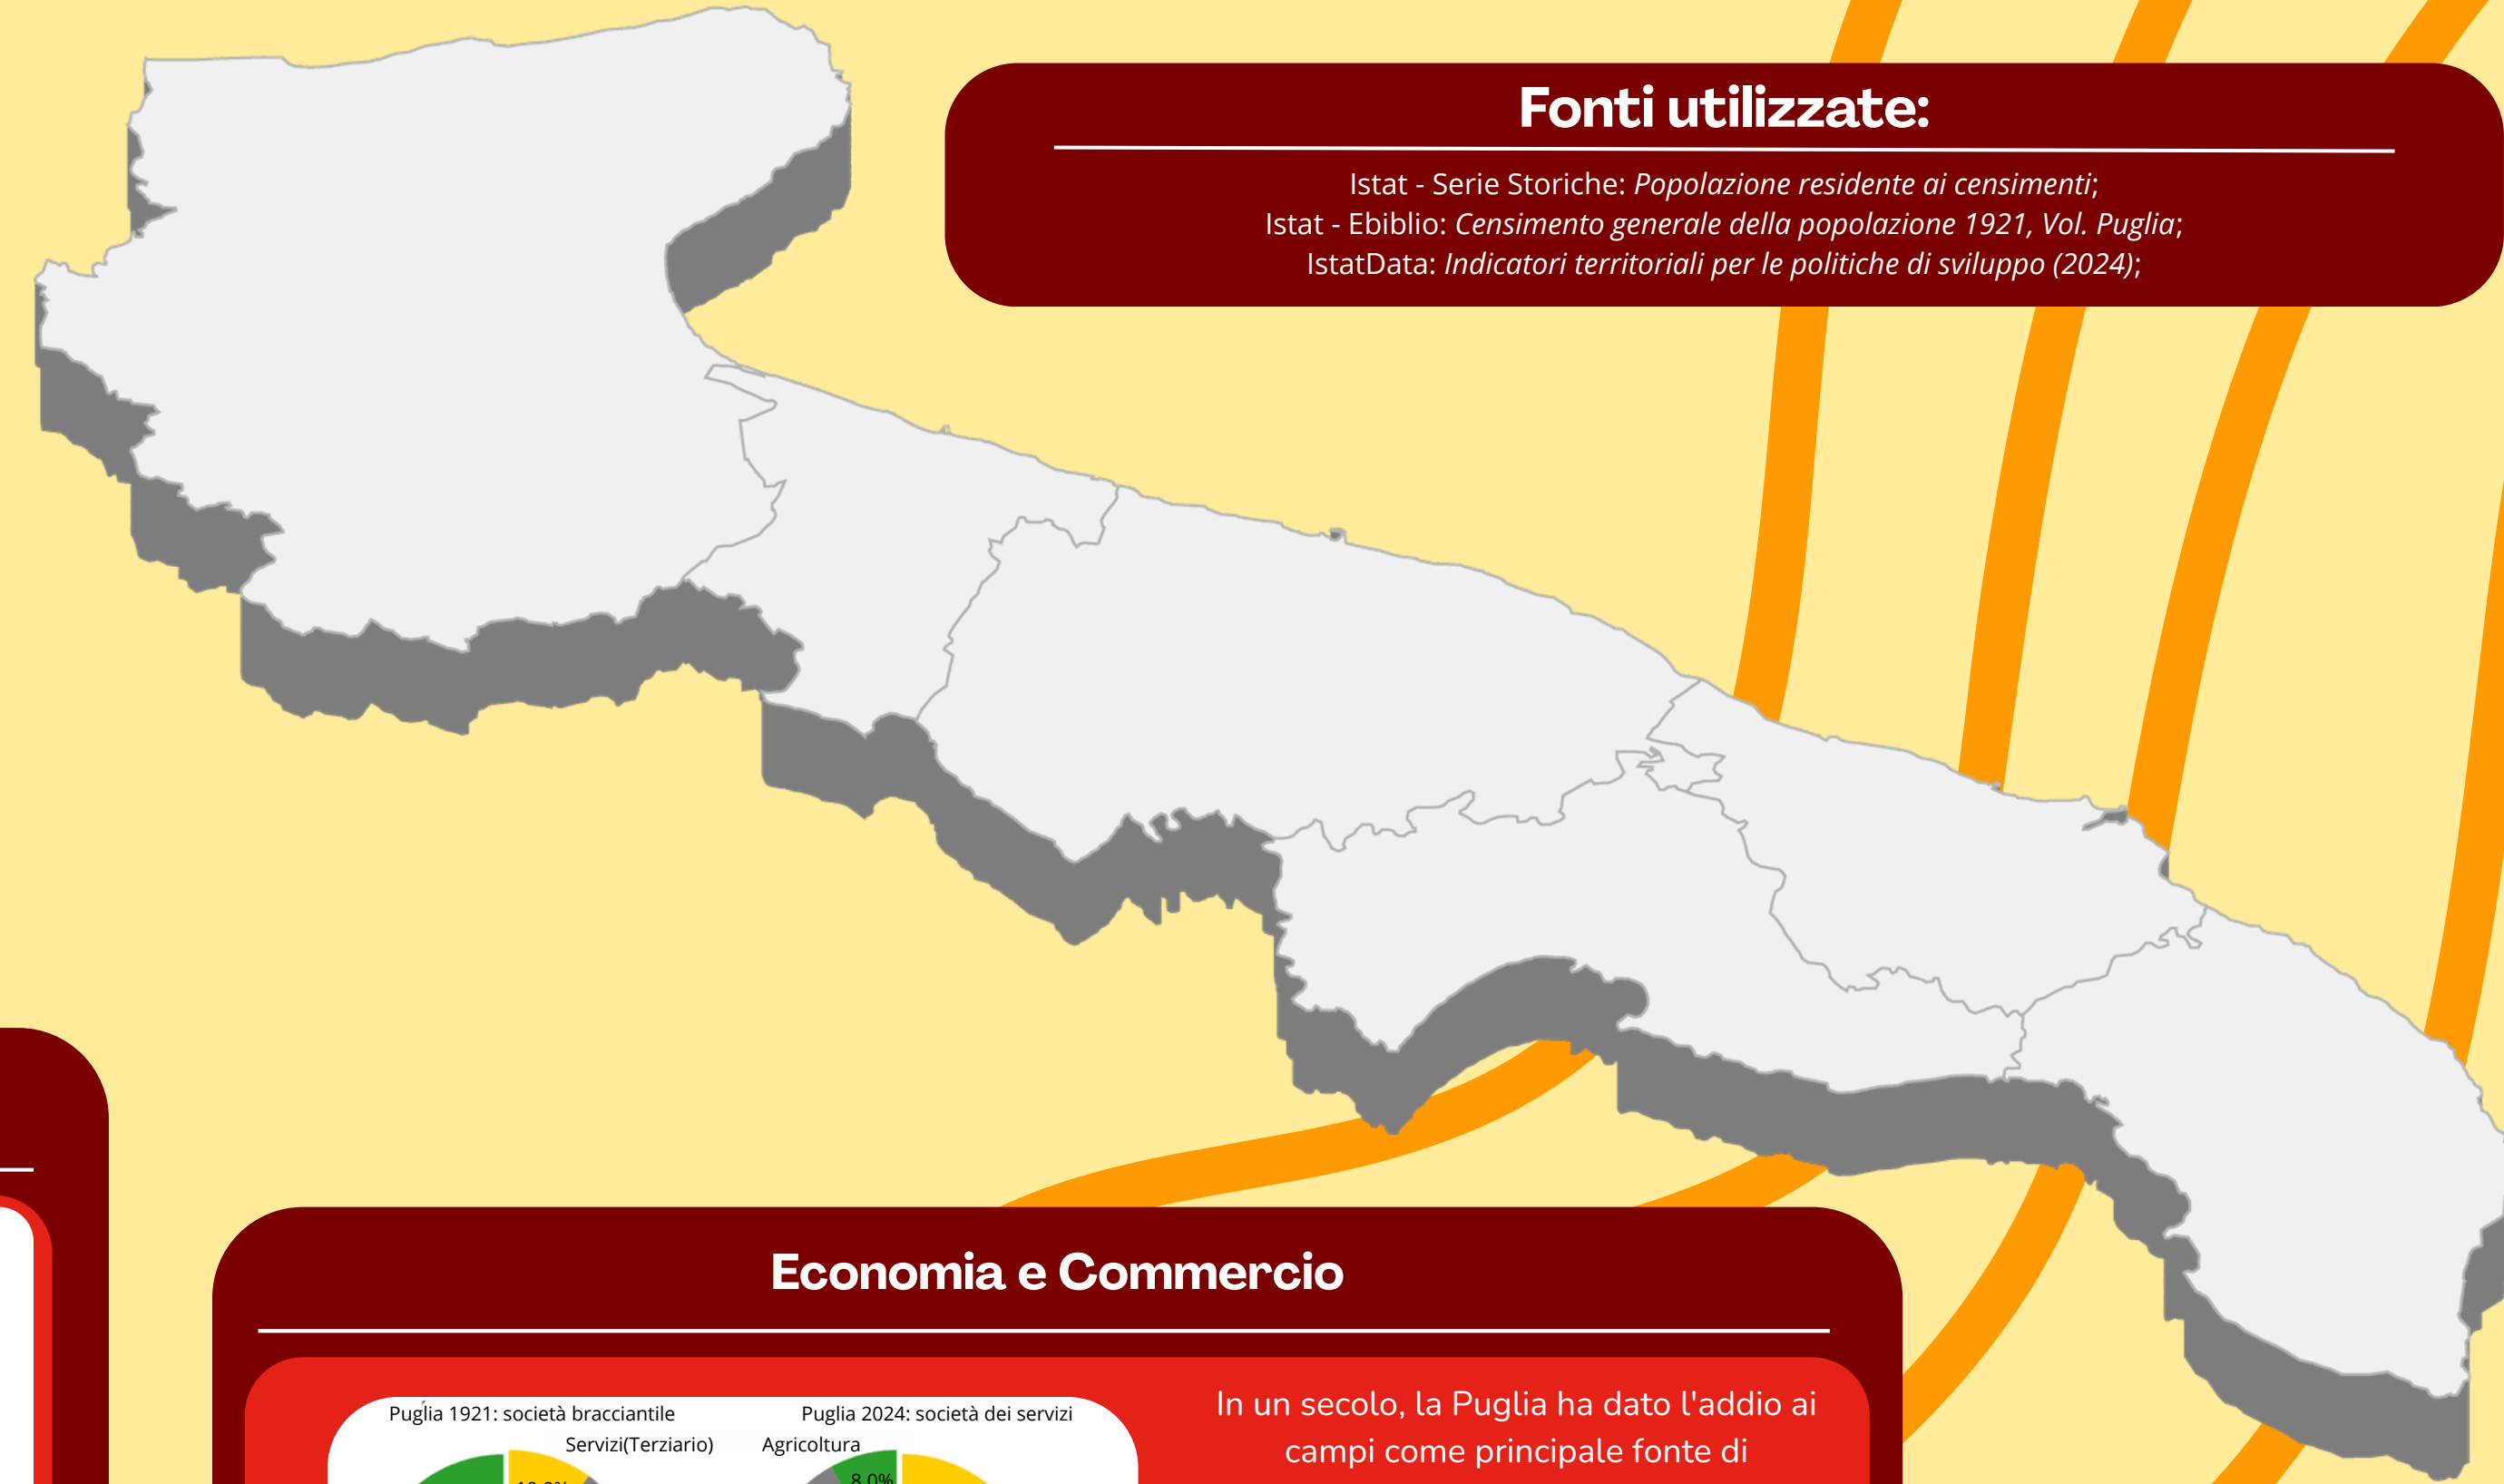 Fonti utilizzate:
Istat - Serie Storiche: Popolazione residente ai censimenti;
Istat - Ebiblio: Censimento generale della popolazione 1921, Vol. Puglia;
IstatData: Indicatori territoriali per le politiche di sviluppo (2024);
Economia e Commercio
Puglia 1921: società bracciantile
Servizi(Terziario)
Puglia 2024: società dei servizi
Agricoltura
8.0%
In un secolo, la Puglia ha dato l'addio ai
campi come principale fonte di